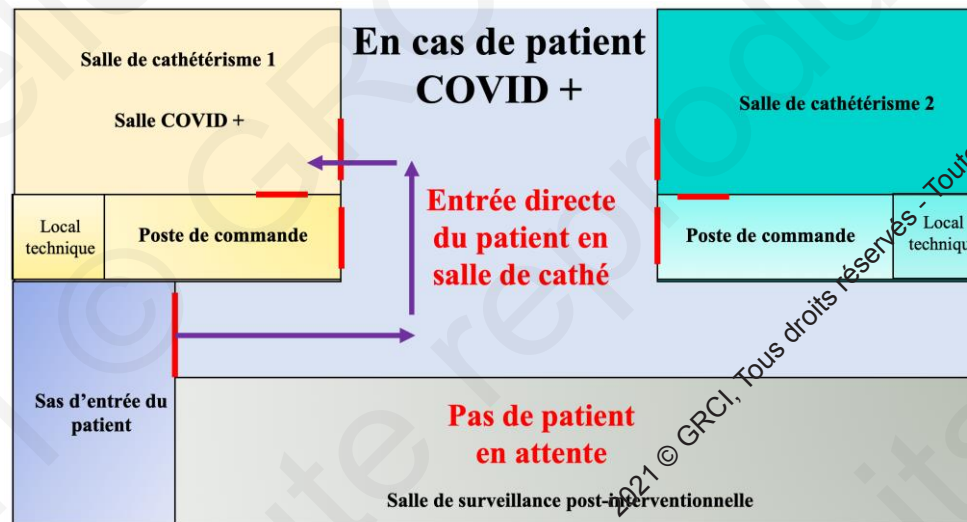 En cas de patient
COVID +
Salle de cathétérisme 1
Salle COVID +
Local
technique
Poste de commande
Entrée directe
du patient en
salle de cathé
Salle de cathétérisme 2
Poste de commande
Local
Sas d'entrée du
patient
Pas de patient
en attente
Salle de surveillance post-interventionnelle
2021 © GRCI, Tous droits réservés - Toute